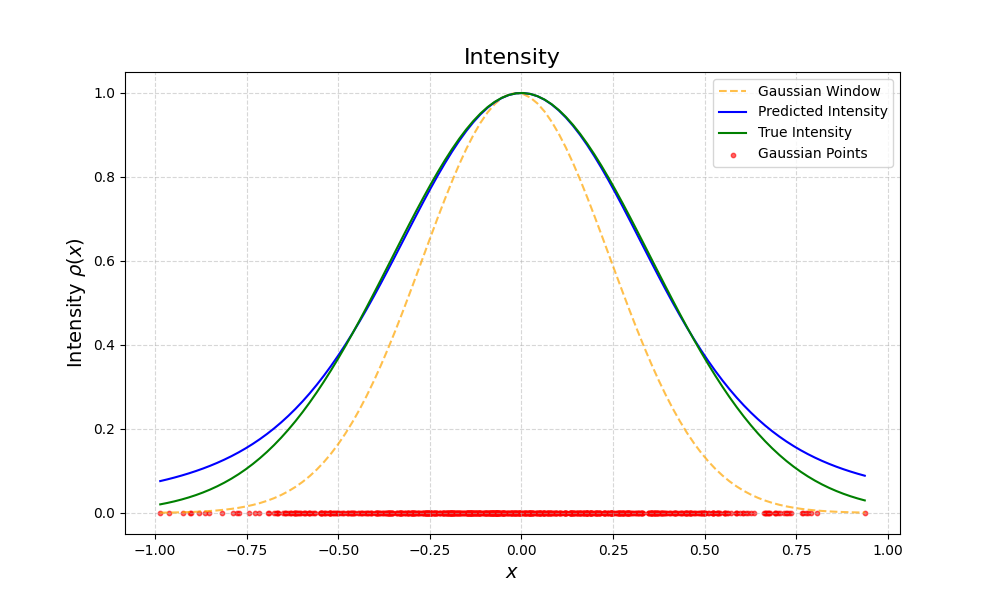 Intensity
Gaussian Window
Predicted Intensity
True Intensity
Gaussian Points
Intensity ρ(x)
1.0
0.8
0.6
0.4
0.2
0.0
−1.00 −0.75 −0.50 −0.25 0.00 0.25 0.50 0.75 1.00
x